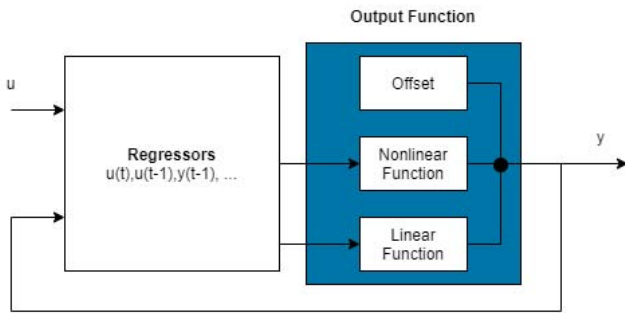 Output Function
u
Offset
Regressors
u(t),u(t-1),y(t-1), ...
Nonlinear
Function
y
Linear
Function